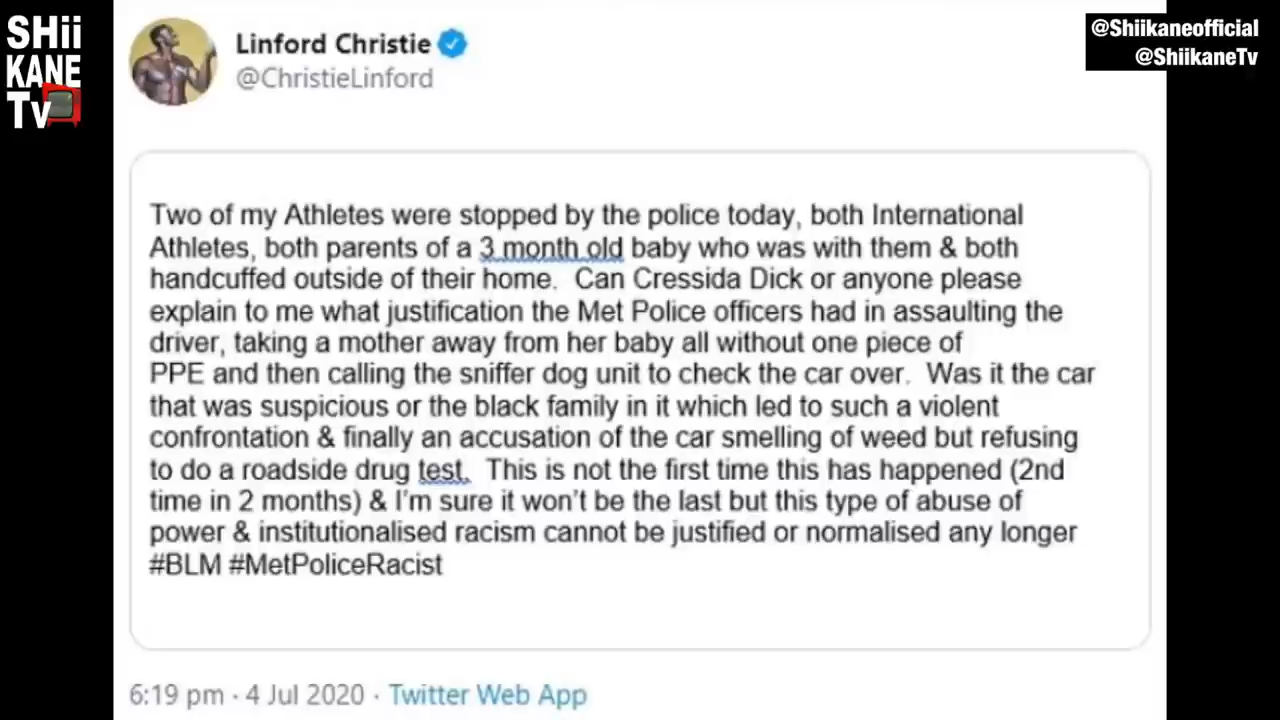 SHii
KANE
Tv
@Shiikaneofficial
@ShiikaneTv
Linford Christie
@ChristieLinford
Two of my Athletes were stopped by the police today, both International
Athletes, both parents of a 3 month old baby who was with them & both
handcuffed outside of their home.  Can Cressida Dick or anyone please
explain to me what justification the Met Police officers had in assaulting the
driver, taking a mother away from her baby all without one piece of
PPE and then calling the sniffer dog unit to check the car over.  Was it the car
that was suspicious or the black family in it which led to such a violent
confrontation & finally an accusation of the car smelling of weed but refusing
to do a roadside drug test.  This is not the first time this has happened (2nd
time in 2 months) & I'm sure it won't be the last but this type of abuse of
power & institutionalised racism cannot be justified or normalised any longer
#BLM #MetPoliceRacist
6:19 pm · 4 Jul 2020 · Twitter Web App